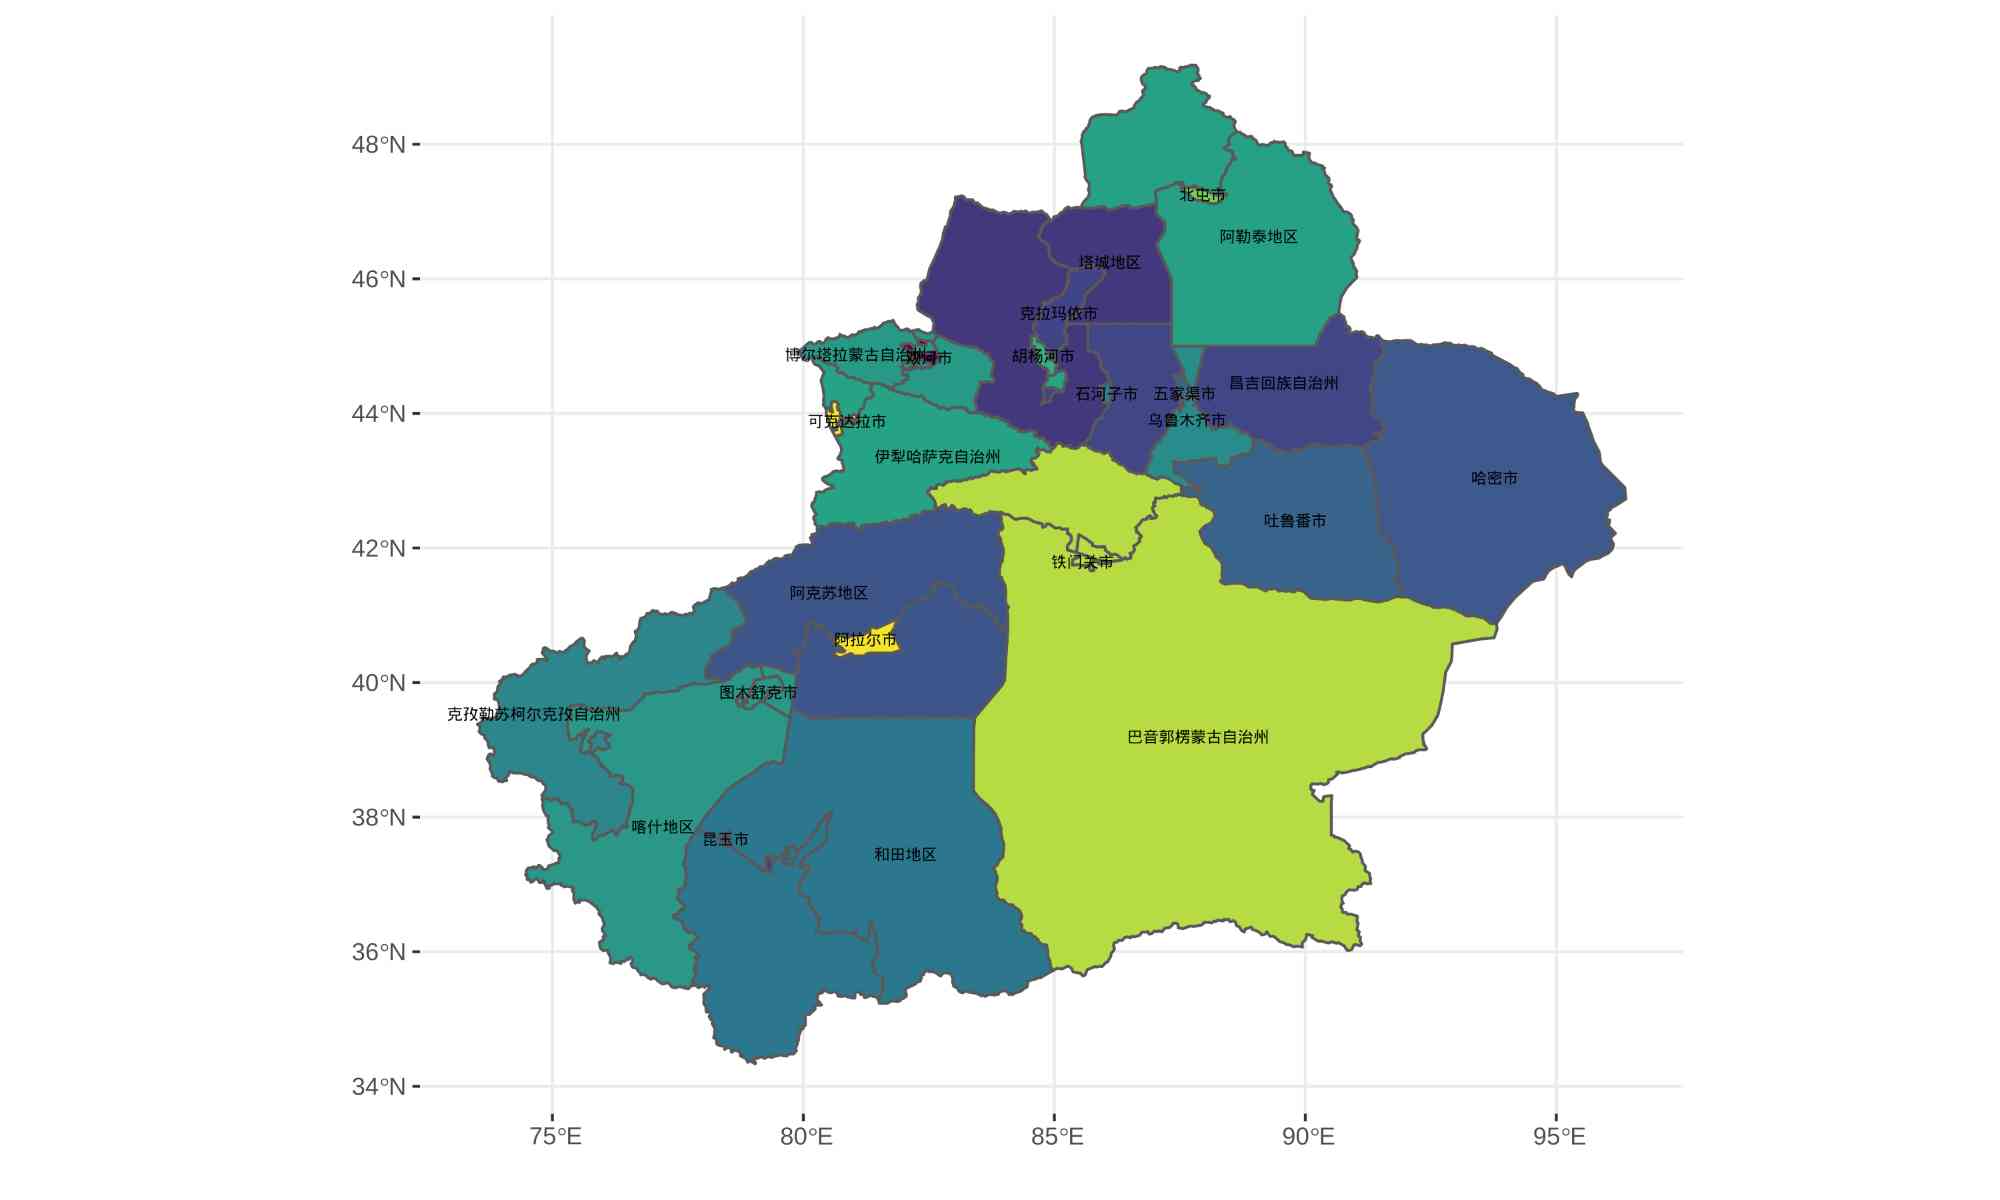 48°N
北屯市
阿勒泰地区
塔城地区
46°N
克拉玛依市
博尔塔拉蒙古自治州
双河市
胡杨河市
昌吉回族自治州
石河子市
五家渠市
44°N
可克达拉市
乌鲁木齐市
伊犁哈萨克自治州
哈密市
吐鲁番市
42°N
铁门关市
阿克苏地区
阿拉尔市
40°N
图木舒克市
克孜勒苏柯尔克孜自治州
巴音郭楞蒙古自治州
38°N
喀什地区
昆玉市
和田地区
36°N
34°N
75°E
80°E
85°E
90°E
95°E